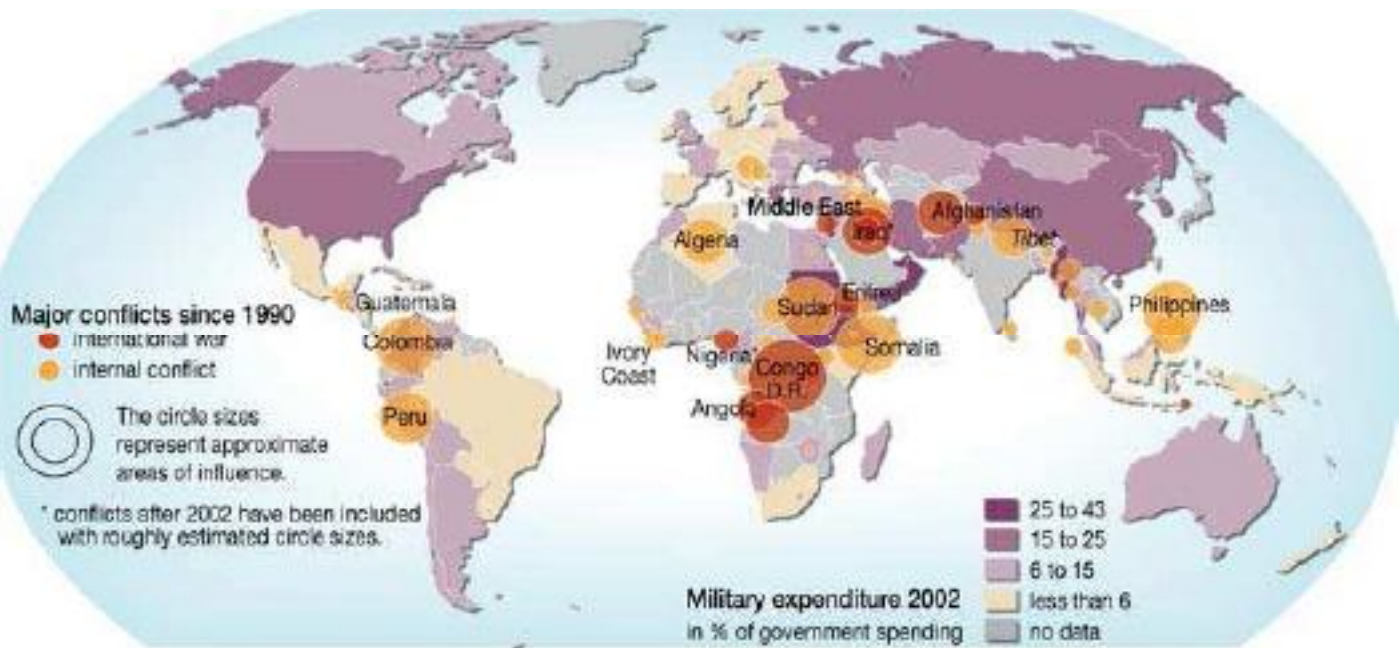 Middle East
Afghanistan
Iraq*
Tibet
Algeria
Guatemala
Sudan
Eritrea
Philippines
Major conflicts since 1990
international war
Colombia
internal conflict
Ivory
Coast
Nigeria*
Somalia
Congo
D.R.
Peru
Angola
The circle sizes
represent approximate
areas of influence.
* conflicts after 2002 have been included
with roughly estimated circle sizes.
25 to 43
15 to 25
6 to 15
Military expenditure 2002
less than 6
in % of government spending
no data